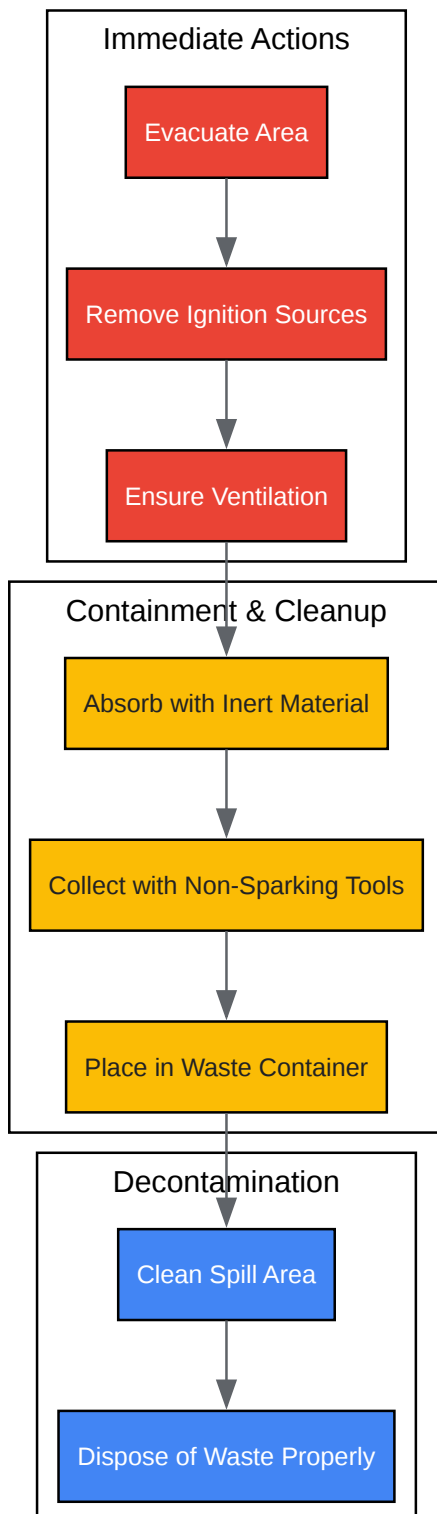 Immediate Actions
Evacuate Area
Remove Ignition Sources
Ensure Ventilation
Containment & Cleanup
Absorb with Inert Material
Collect with Non-Sparking Tools
Place in Waste Container
Decontamination
Clean Spill Area
Dispose of Waste Properly